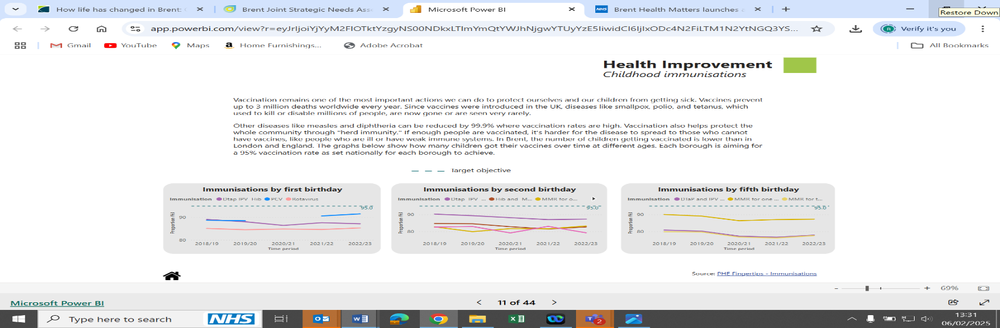 How life has changed in Brent:
Brent Joint Strategic Needs Ass
Microsoft Power BI
NHS Brent Health Matters launches
Restore Down
app.powerbi.com/view?r=
Verify it's you
Gmail
YouTube
Maps
Home Furnishings...
Adobe Acrobat
All Bookmarks
Health Improvement
Childhood immunisations
Vaccination remains one of the most important actions we can do to protect ourselves and our children from getting sick. Vaccines prevent
up to 3 million deaths worldwide every year. Since vaccines were introduced in the UK, diseases like smallpox, polio, and tetanus, which
used to kill or disable millions of people, are now gone or are seen very rarely.
Other diseases like measles and diphtheria can be reduced by 99.9% where vaccination rates are high. Vaccination also helps protect the
whole community through "herd immunity." If enough people are vaccinated, it's harder for the disease to spread to those who cannot
have vaccines, like people who are ill or have weak immune systems. In Brent, the number of children getting vaccinated is lower than in
London and England. The graphs below show how many children got their vaccines over time at different ages. Each borough is aiming for
a 95% vaccination rate as set nationally for each borough to achieve.
Target objective
Immunisations by first birthday
Immunisation Dtap IPV Hib PCV Rotavirus
95.0
90
80
Proportion (%)
2018/19 2019/20 2020/21 2021/22 2022/23
Time period
Immunisations by second birthday
Immunisation Dtap IPV ... Hib and M... MMR for o...
95.0
90
80
Proportion (%)
2018/19 2019/20 2020/21 2021/22 2022/23
Time period
Immunisations by fifth birthday
Immunisation DTaP and IPV ... MMR for one ... MMR for t...
95.0
90
80
Proportion (%)
2018/19 2019/20 2020/21 2021/22 2022/23
Time period
Source: PHE Fingertips - Immunisations
- + 69%
Microsoft Power BI
< 11 of 44 >
Type here to search
NHS
2
13:31
06/02/2025